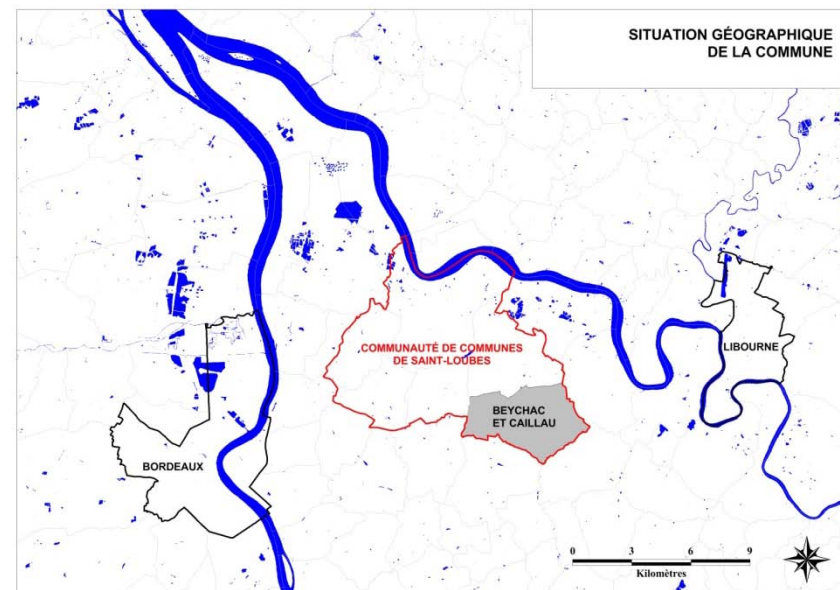 SITUATION GÉOGRAPHIQUE
DE LA COMMUNE
COMMUNAUTÉ DE COMMUNES
DE SAINT-LOUBES
LIBOURNE
BEYCHAC
ET CAILLAU
BORDEAUX
0 3 6 9
Kilomètres